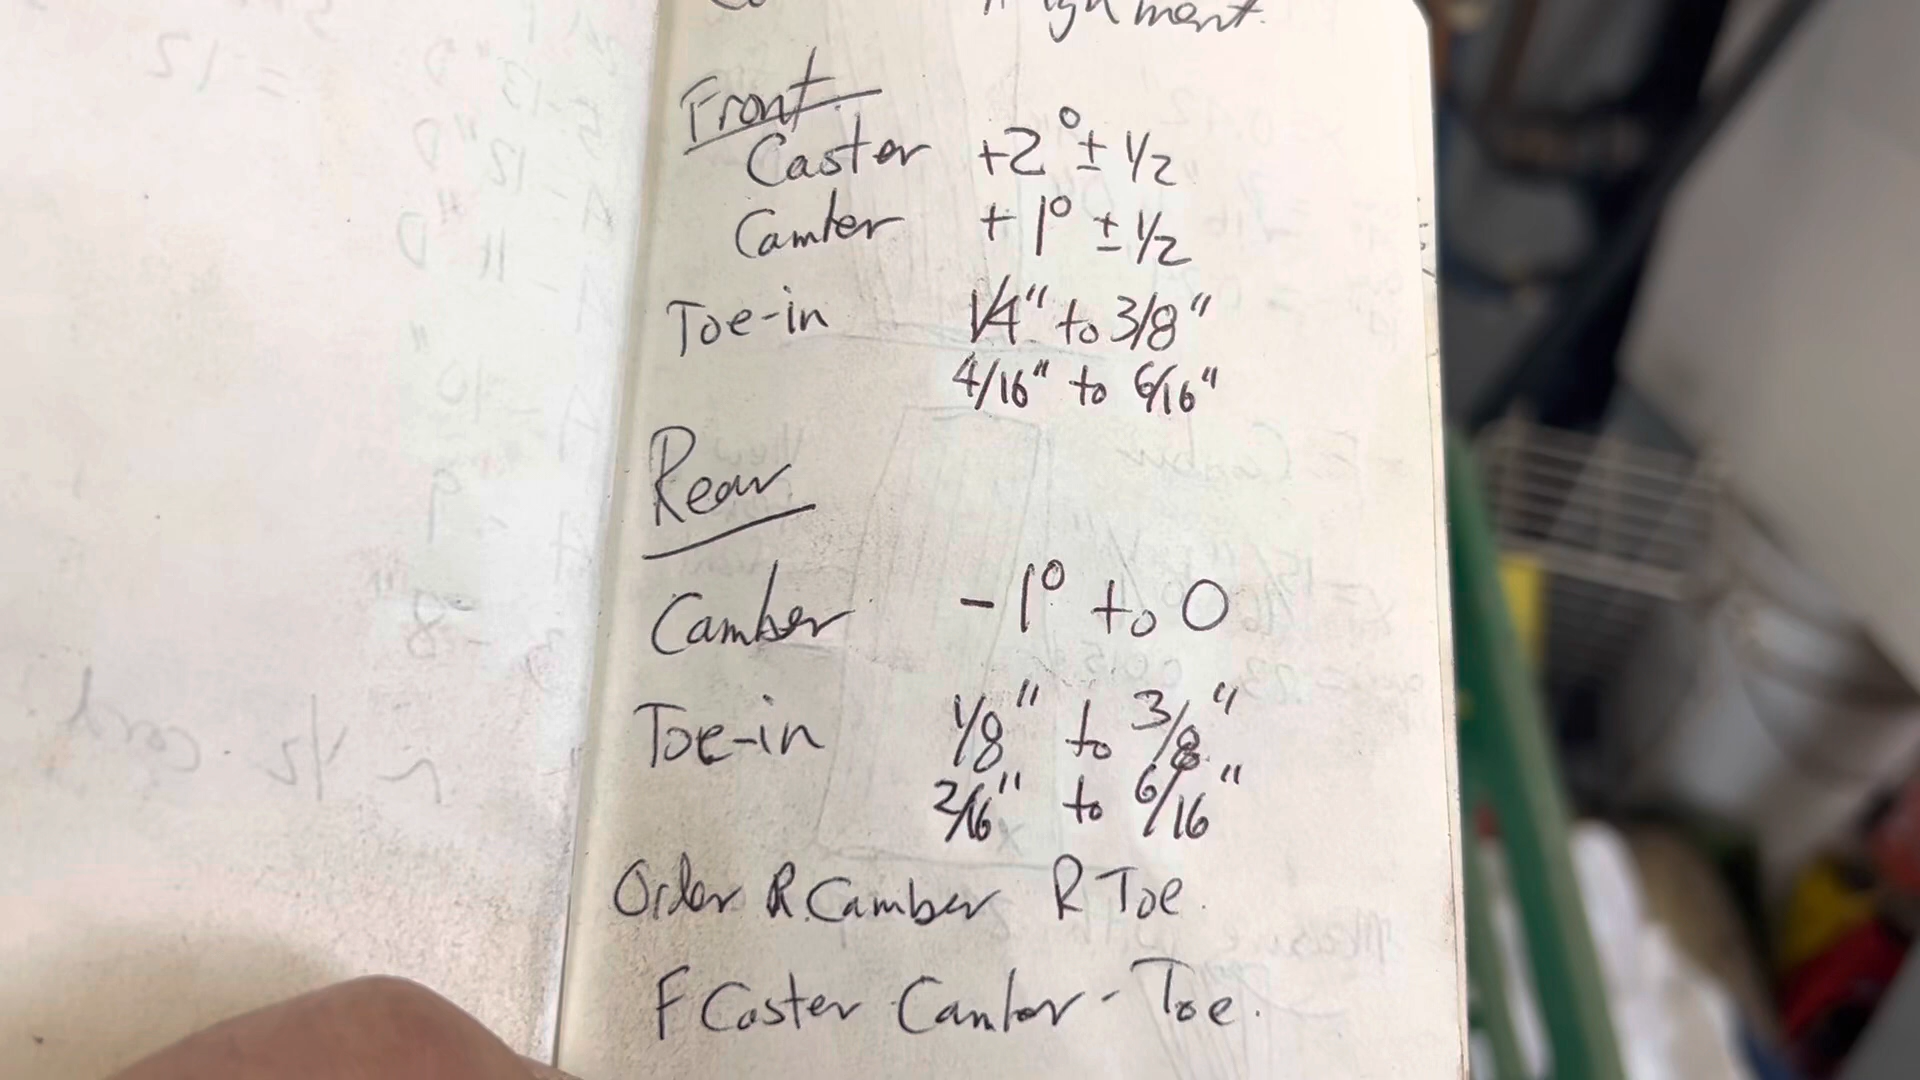 Alignment.
Front
Caster +2° ± 1/2
Camber +1° ± 1/2
Toe-in 1/4" to 3/8"
4/16" to 6/16"
Rear
Camber -1° to 0
Toe-in 1/8" to 3/8"
2/16" to 6/16"
Order R. Camber R Toe.
F Caster Camber - Toe.